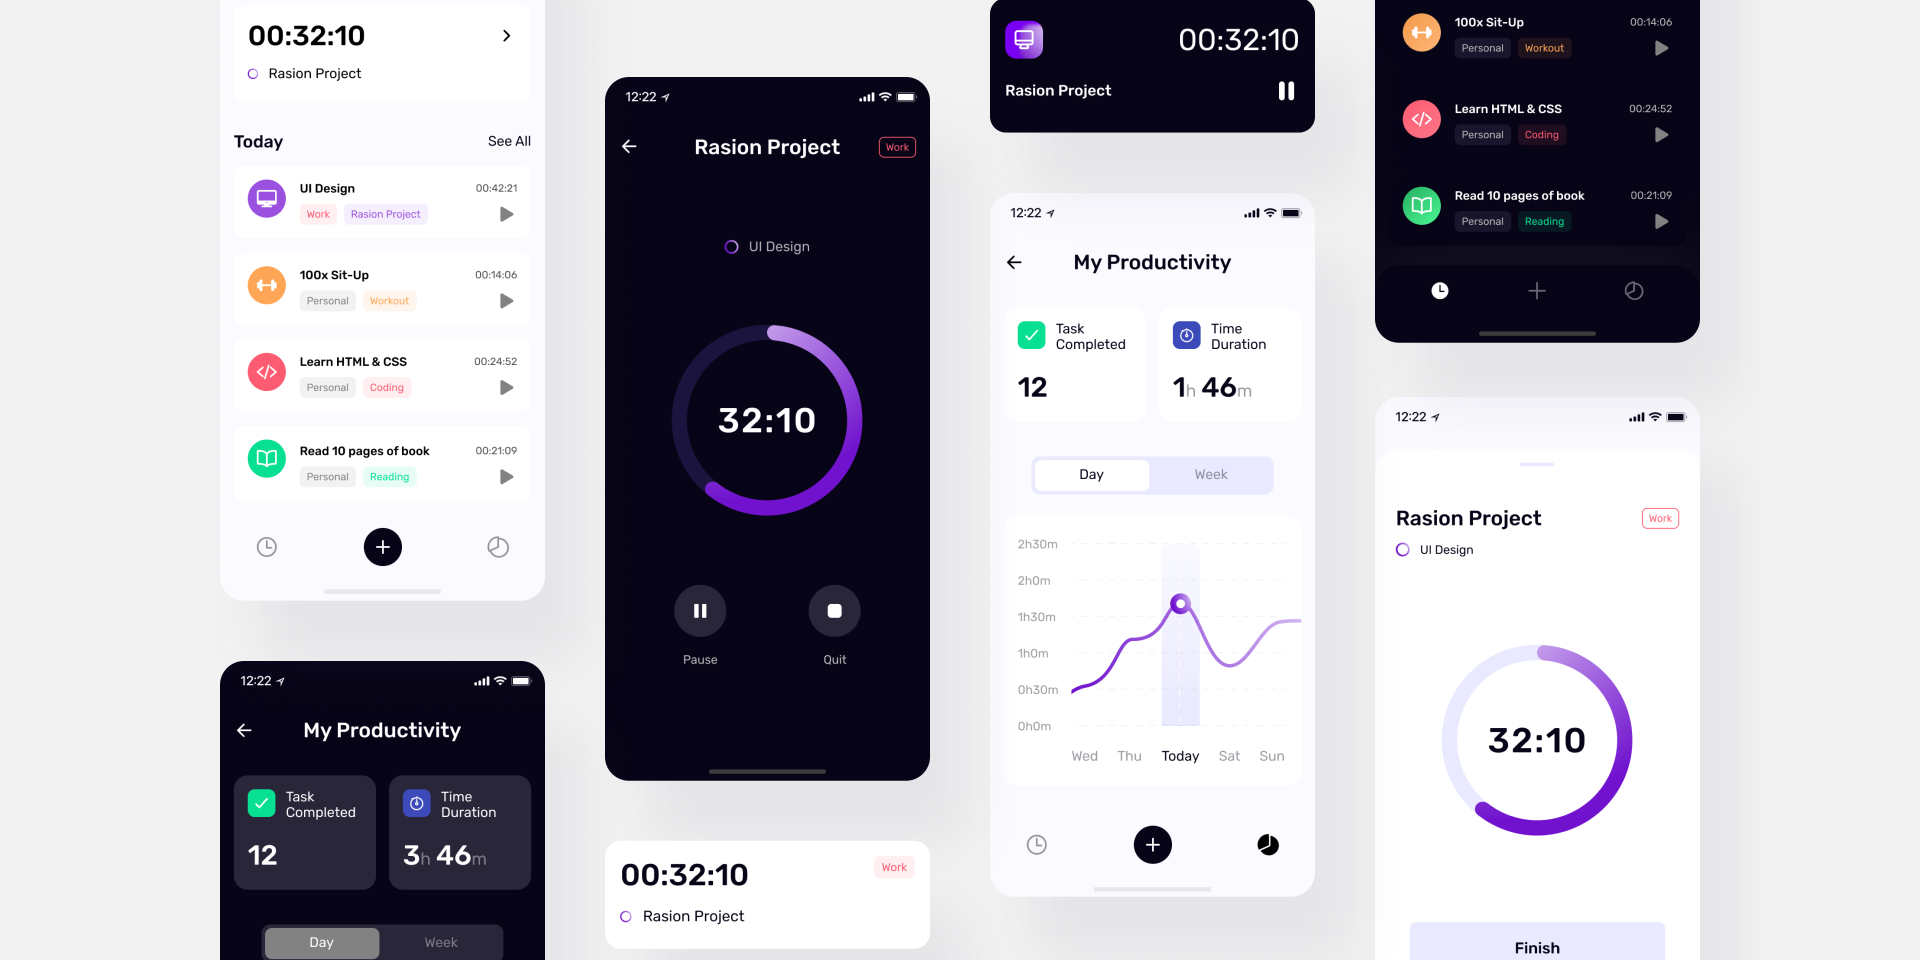 00:32:10
Rasion Project
Today
See All
UI Design
00:42:21
Work
Rasion Project
100x Sit-Up
00:14:06
Personal
Workout
Learn HTML & CSS
00:24:52
Personal
Coding
Read 10 pages of book
00:21:09
Personal
Reading
12:22
My Productivity
Task
Completed
12
Time
Duration
3h 46m
Day
Week
12:22
Rasion Project
Work
UI Design
32:10
Pause
Quit
00:32:10
Work
Rasion Project
00:32:10
Rasion Project
12:22
My Productivity
Task
Completed
12
Time
Duration
1h 46m
Day
Week
2h30m
2h0m
1h30m
1h0m
0h30m
0h0m
Wed
Thu
Today
Sat
Sun
100x Sit-Up
00:14:06
Personal
Workout
Learn HTML & CSS
00:24:52
Personal
Coding
Read 10 pages of book
00:21:09
Personal
Reading
12:22
Rasion Project
Work
UI Design
32:10
Finish